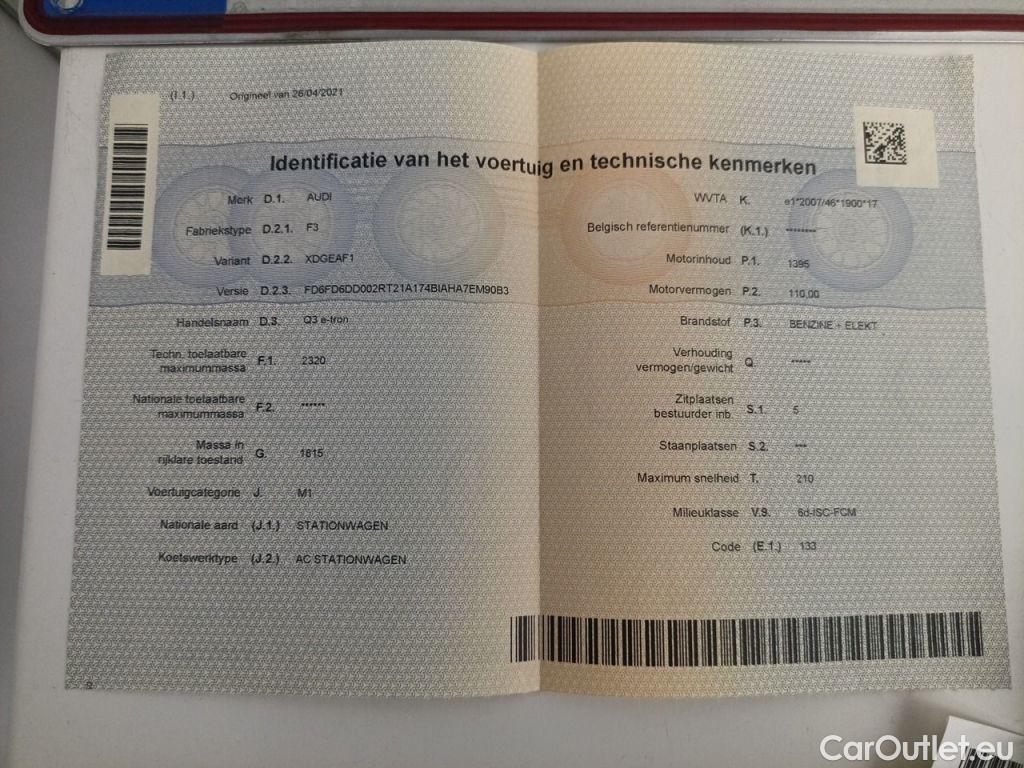 (I.1.) Origineel van 26/04/2021
Identificatie van het voertuig en technische kenmerken
Merk D.1. AUDI
Fabriekstype D.2.1. F3
Variant D.2.2. XDGEAF1
Versie D.2.3. FD6FD6DD002RT21A174BIAHA7EM90B3
Handelsnaam D.3. Q3 e-tron
Techn. toelaatbare
maximummassa F.1. 2320
Nationale toelaatbare
maximummassa F.2. ******
Massa in
rijklare toestand G. 1815
Voertuigcategorie J. M1
Nationale aard (J.1.) STATIONWAGEN
Koetswerktype (J.2.) AC STATIONWAGEN
WVTA K. e1*2007/46*1900*17
Belgisch referentienummer (K.1.) ********
Motorinhoud P.1. 1395
Motorvermogen P.2. 110,00
Brandstof P.3. BENZINE + ELEKT
Verhouding
vermogen/gewicht Q. *****
Zitplaatsen
bestuurder inb. S.1. 5
Staanplaatsen S.2. ***
Maximum snelheid T. 210
Milieuklasse V.9. 6d-ISC-FCM
Code (E.1.) 133
CarOutlet.eu